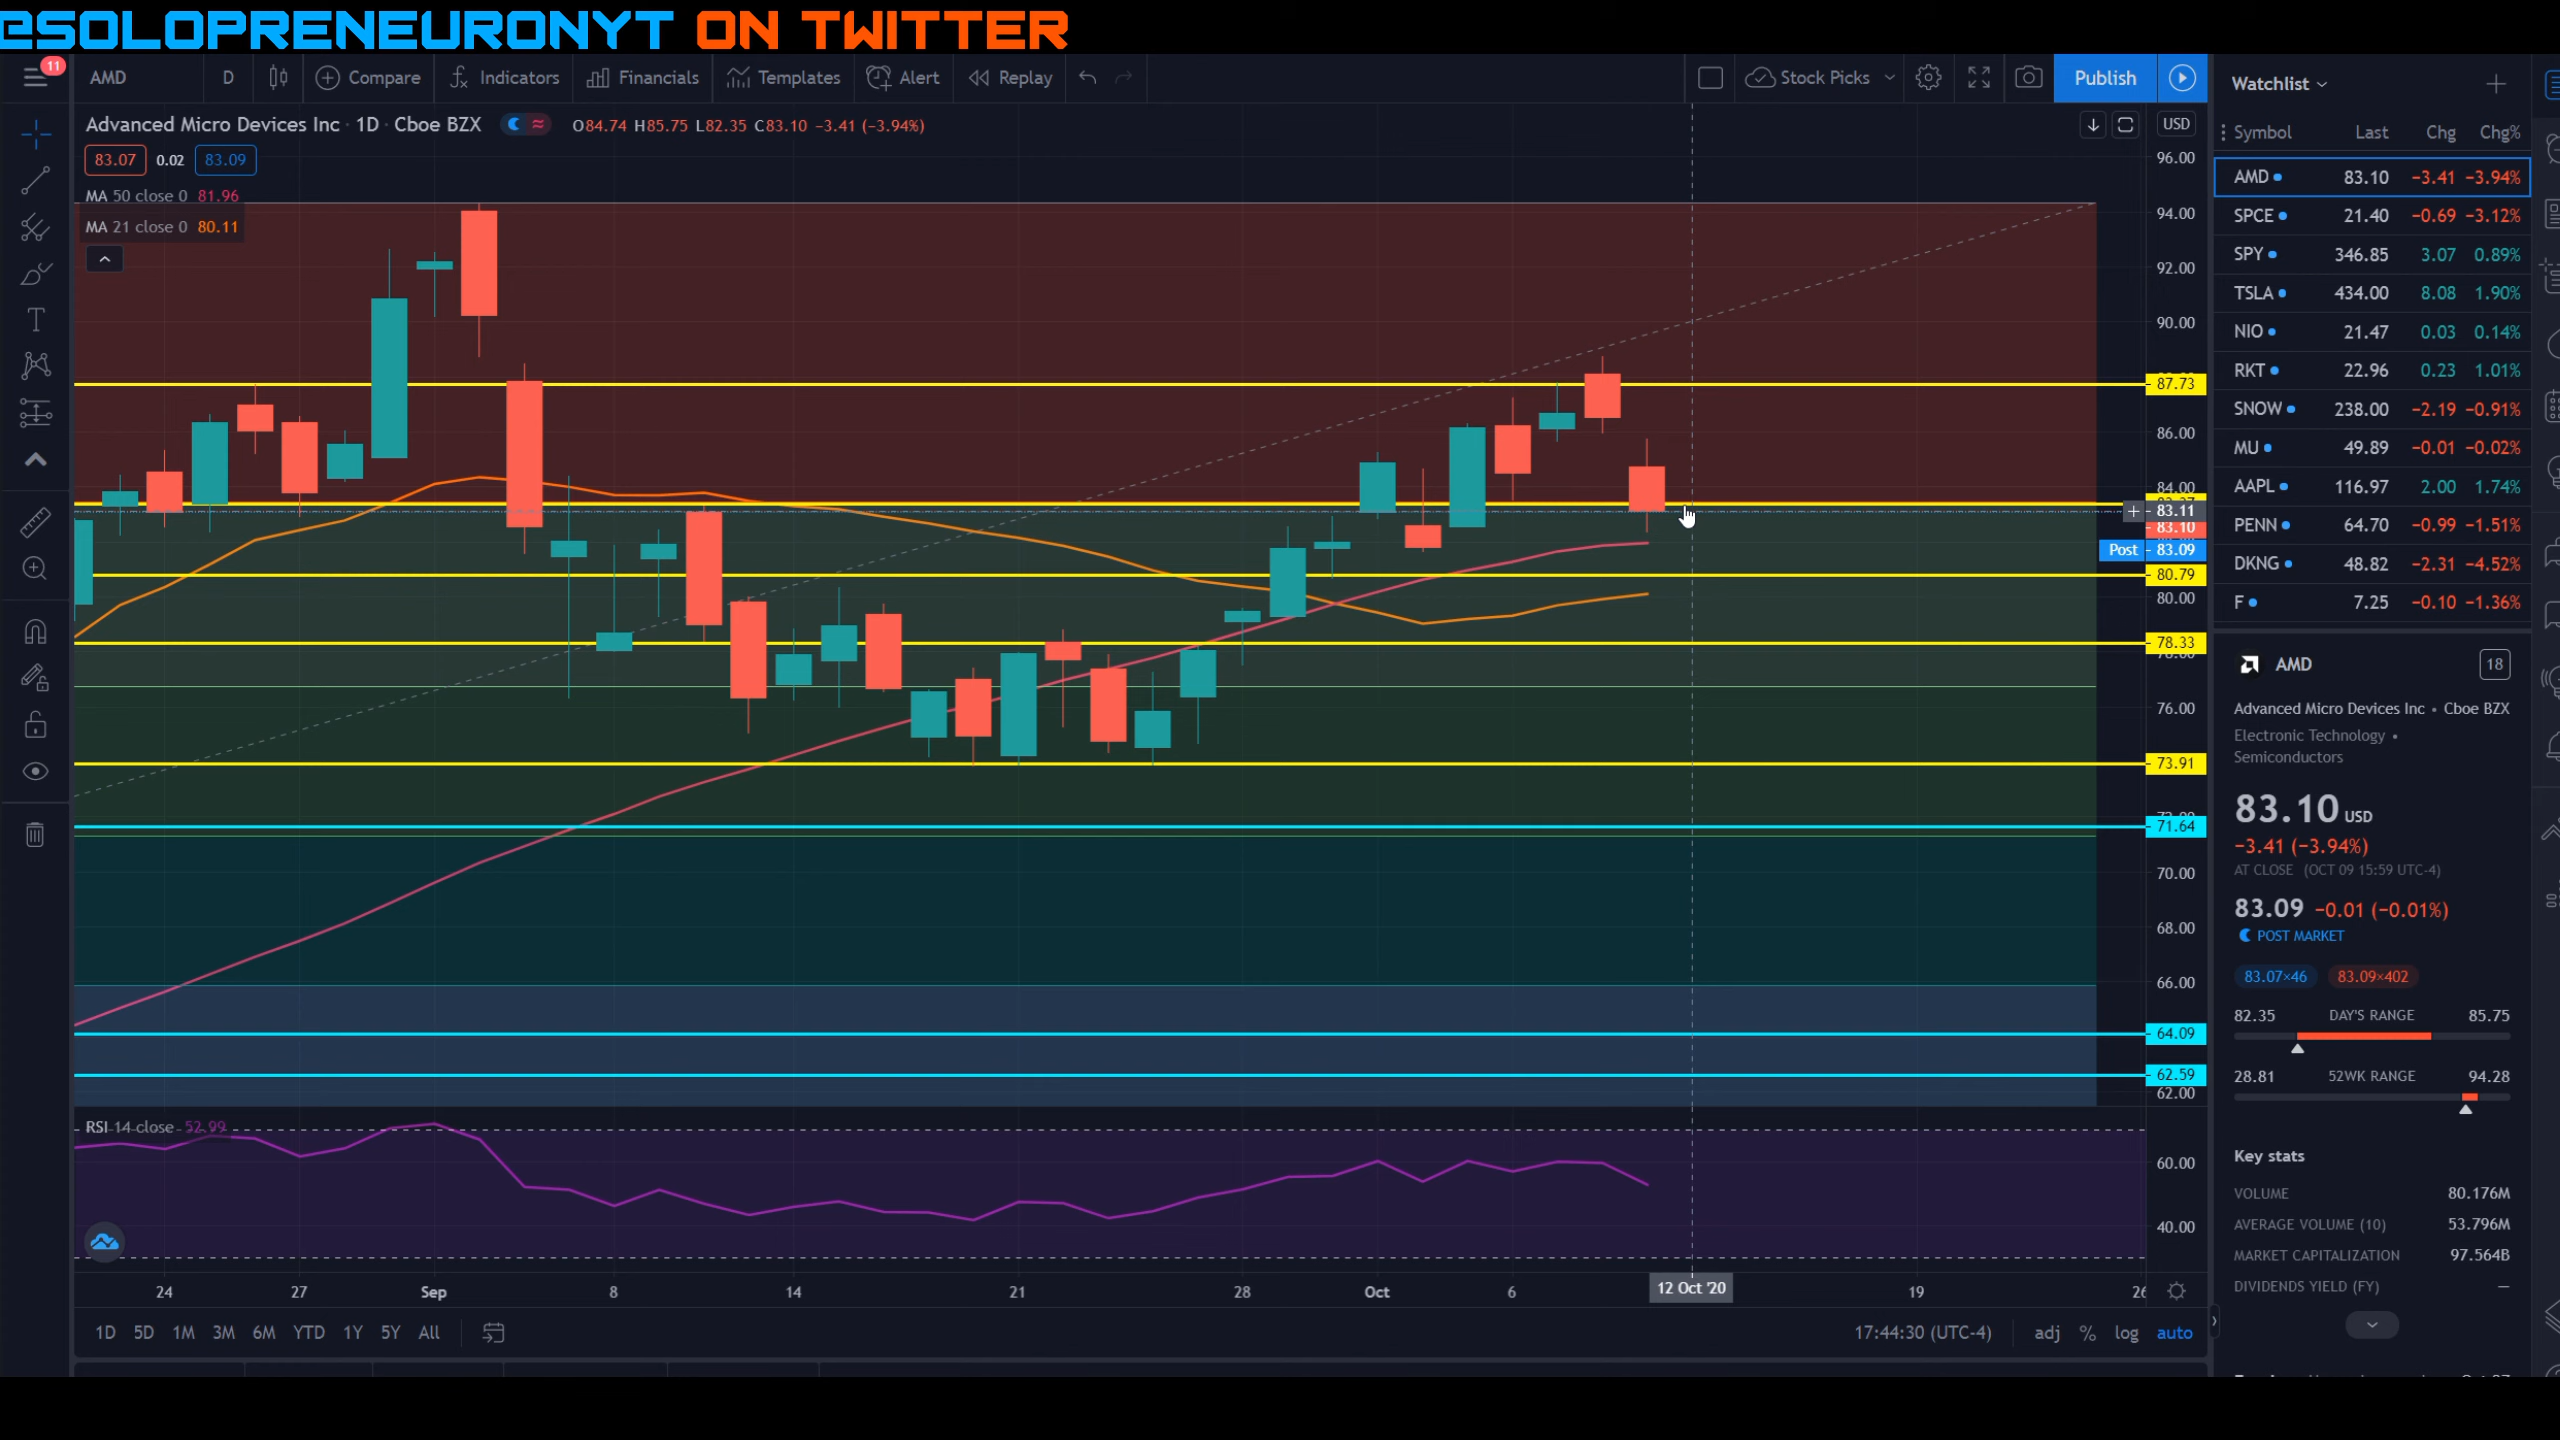 @SOLOPRENEURONYT ON TWITTER
11
AMD D Compare Indicators Financials Templates Alert Replay Stock Picks Publish
Watchlist
Advanced Micro Devices Inc · 1D · Cboe BZX O84.74 H85.75 L82.35 C83.10 −3.41 (−3.94%) USD
Symbol Last Chg Chg%
83.07 0.02 83.09
MA 50 close 0 81.96
MA 21 close 0 80.11
AMD 83.10 −3.41 −3.94%
SPCE 21.40 −0.69 −3.12%
SPY 346.85 3.07 0.89%
TSLA 434.00 8.08 1.90%
NIO 21.47 0.03 0.14%
RKT 22.96 0.23 1.01%
SNOW 238.00 −2.19 −0.91%
MU 49.89 −0.01 −0.02%
AAPL 116.97 2.00 1.74%
PENN 64.70 −0.99 −1.51%
DKNG 48.82 −2.31 −4.52%
F 7.25 −0.10 −1.36%
96.00
94.00
92.00
90.00
87.73
86.00
84.00
83.11
83.10
Post 83.09
80.79
80.00
78.33
76.00
73.91
71.64
70.00
68.00
66.00
64.09
62.59
62.00
RSI 14 close 52.99
60.00
40.00
24 27 Sep 8 14 21 28 Oct 6 12 Oct '20 19
1D 5D 1M 3M 6M YTD 1Y 5Y All 17:44:30 (UTC-4) adj % log auto
AMD 18
Advanced Micro Devices Inc • Cboe BZX
Electronic Technology •
Semiconductors
83.10 USD
−3.41 (−3.94%)
AT CLOSE (OCT 09 15:59 UTC-4)
83.09 −0.01 (−0.01%)
POST MARKET
83.07×46 83.09×402
82.35 DAY'S RANGE 85.75
28.81 52WK RANGE 94.28
Key stats
VOLUME 80.176M
AVERAGE VOLUME (10) 53.796M
MARKET CAPITALIZATION 97.564B
DIVIDENDS YIELD (FY) —